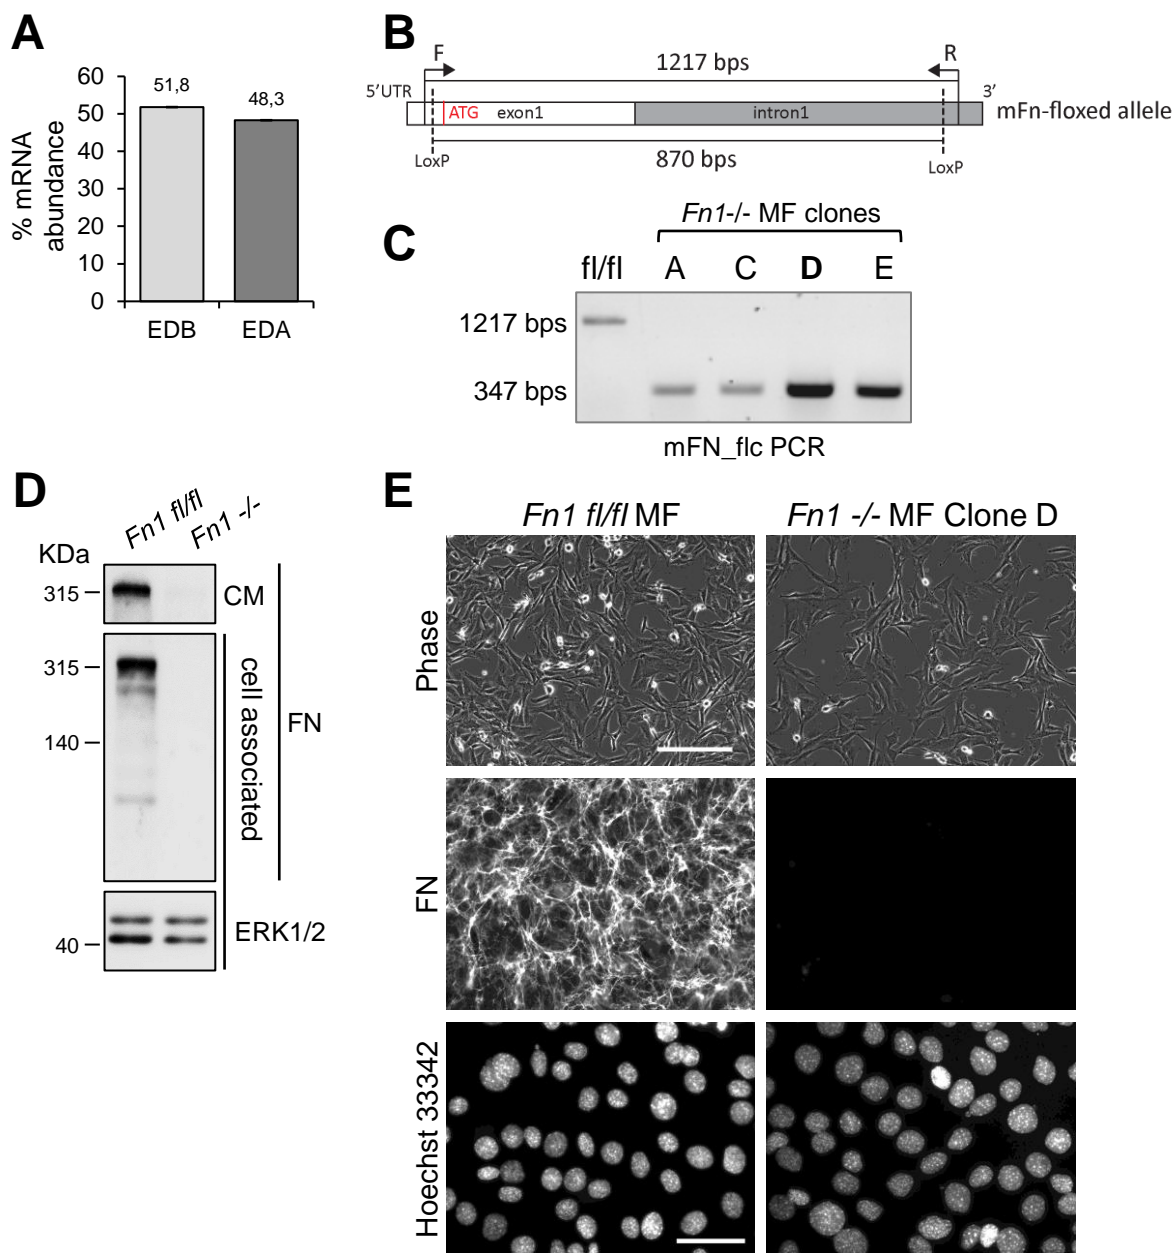 A
% mRNA
abundance
60
50
40
30
20
10
0
51,8
48,3
EDB
EDA
B
F
R
1217 bps
5'UTR
3'
ATG
exon1
intron1
mFn-floxed allele
LoxP
870 bps
LoxP
C
Fn1-/- MF clones
fl/fl
A
C
D
E
1217 bps
347 bps
mFN_flc PCR
D
Fn1 fl/fl
Fn1 -/-
KDa
315
CM
315
140
cell associated
FN
40
ERK1/2
E
Fn1 fl/fl MF
Fn1 -/- MF Clone D
Phase
FN
Hoechst 33342